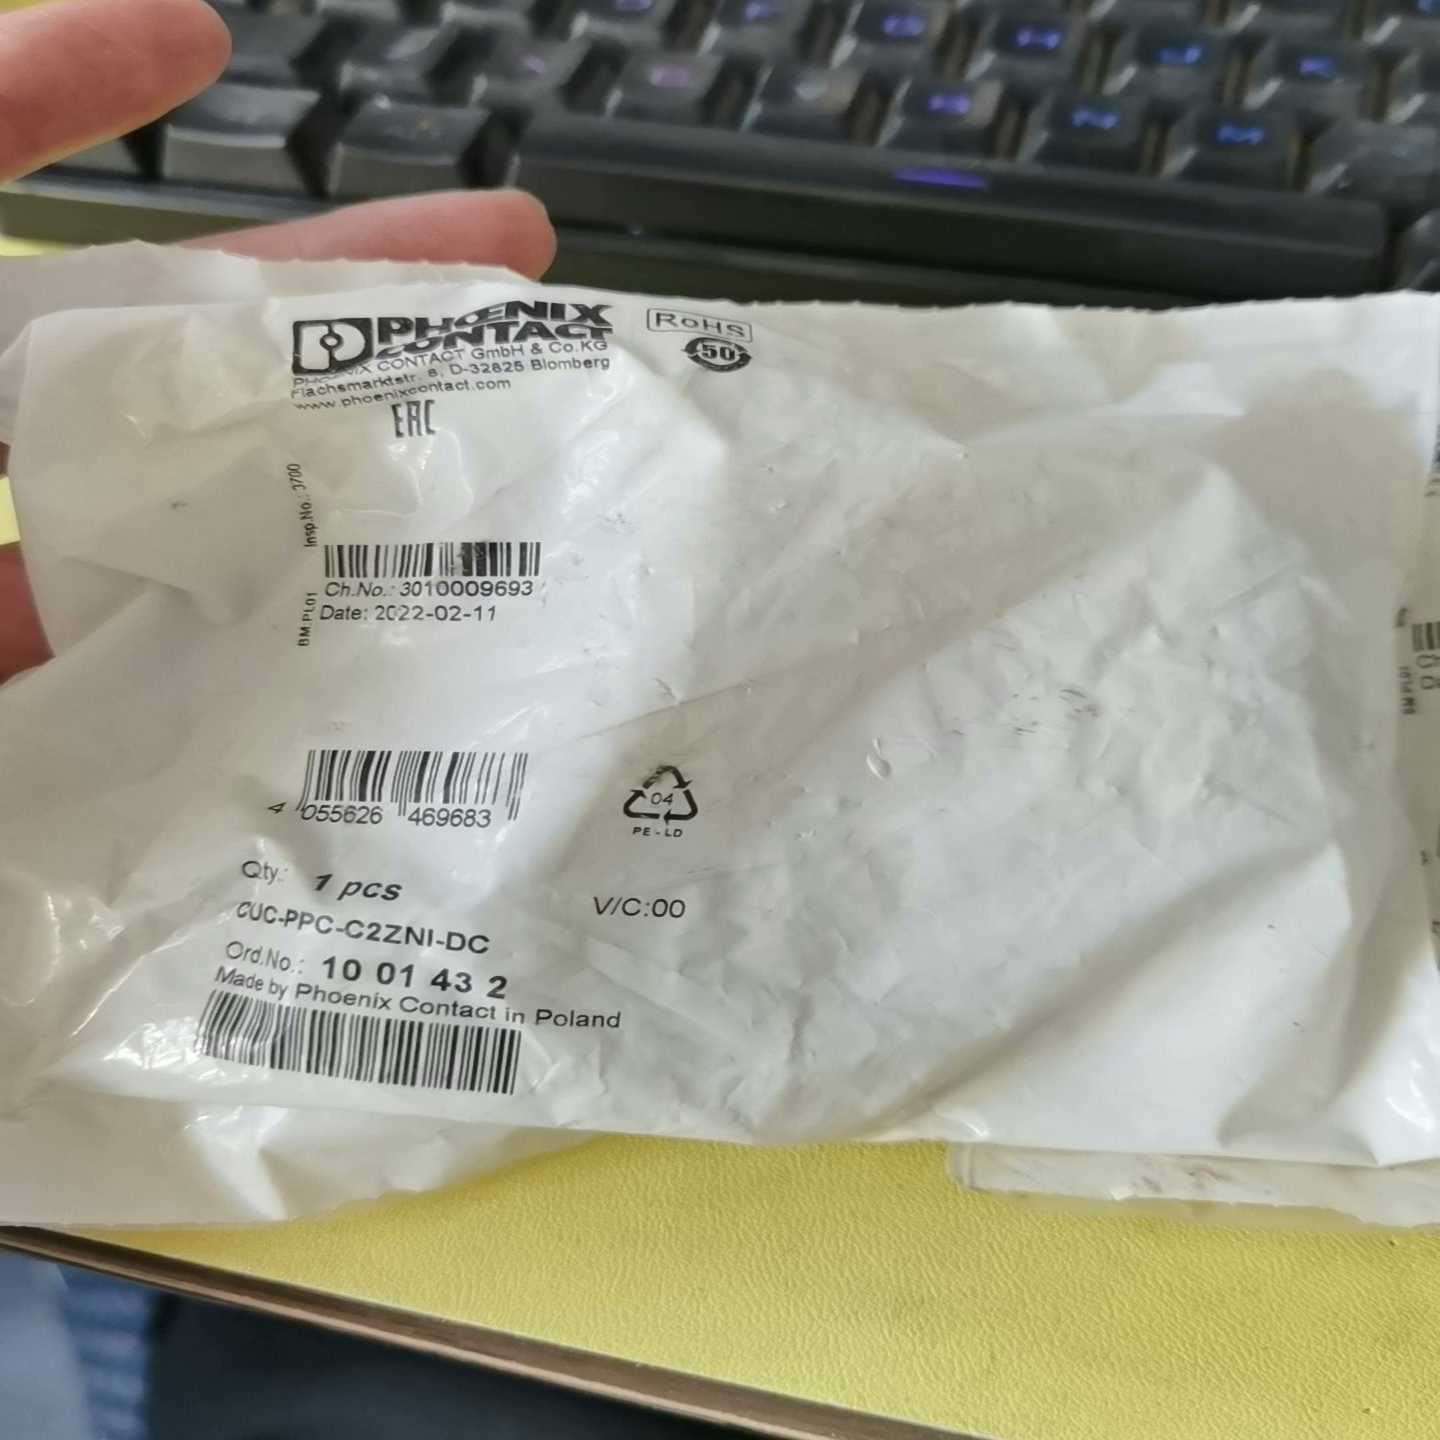 PHOENIX
CONTACT
PHOENIX CONTACT GmbH & Co.KG
Flachsmarktstr. 8, D-32825 Blomberg
www.phoenixcontact.com
RoHS
50
EAC
Insp.No.: 3700
BM.PL01
Ch.No.: 3010009693
Date: 2022-02-11
4 055626 469683
04
PE-LD
Qty.: 1 pcs
V/C:00
CUC-PPC-C2ZNI-DC
Ord.No.: 10 01 43 2
Made by Phoenix Contact in Poland